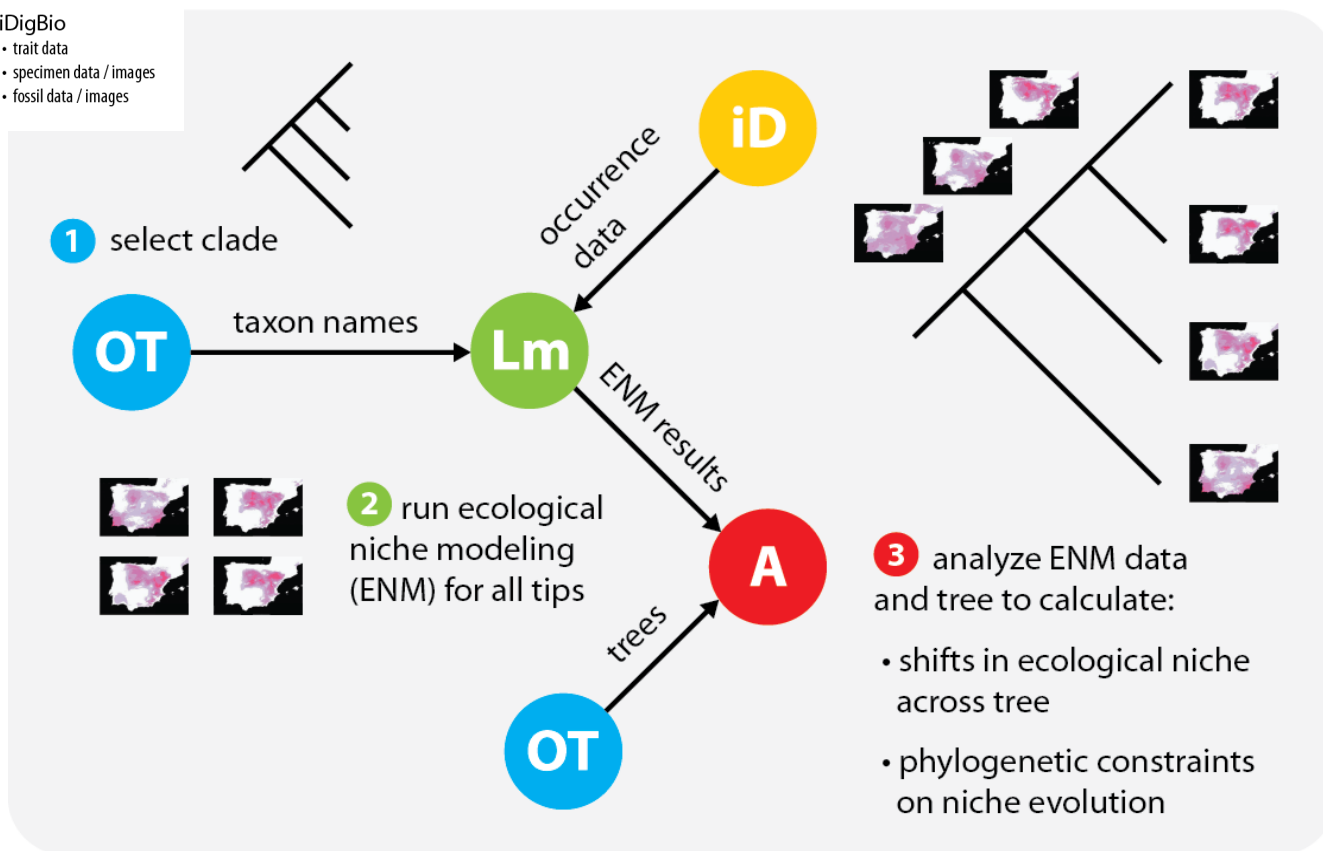 iDigBio
• trait data
• specimen data / images
• fossil data / images
iD
occurrence
data
1 select clade
OT
taxon names
Lm
ENM results
2 run ecological
niche modeling
(ENM) for all tips
A
trees
OT
3 analyze ENM data
and tree to calculate:
• shifts in ecological niche
across tree
• phylogenetic constraints
on niche evolution